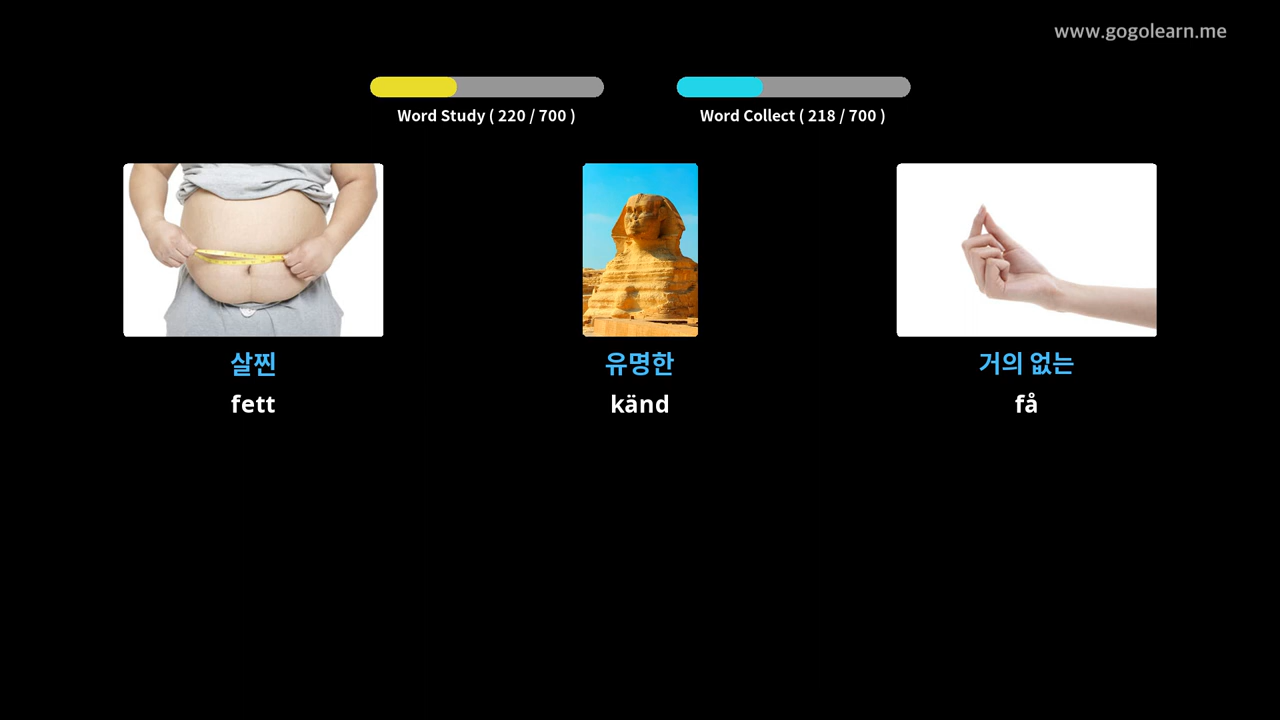 www.gogolearn.me
Word Study ( 220 / 700 )
Word Collect ( 218 / 700 )
살찐
유명한
거의 없는
fett
känd
få